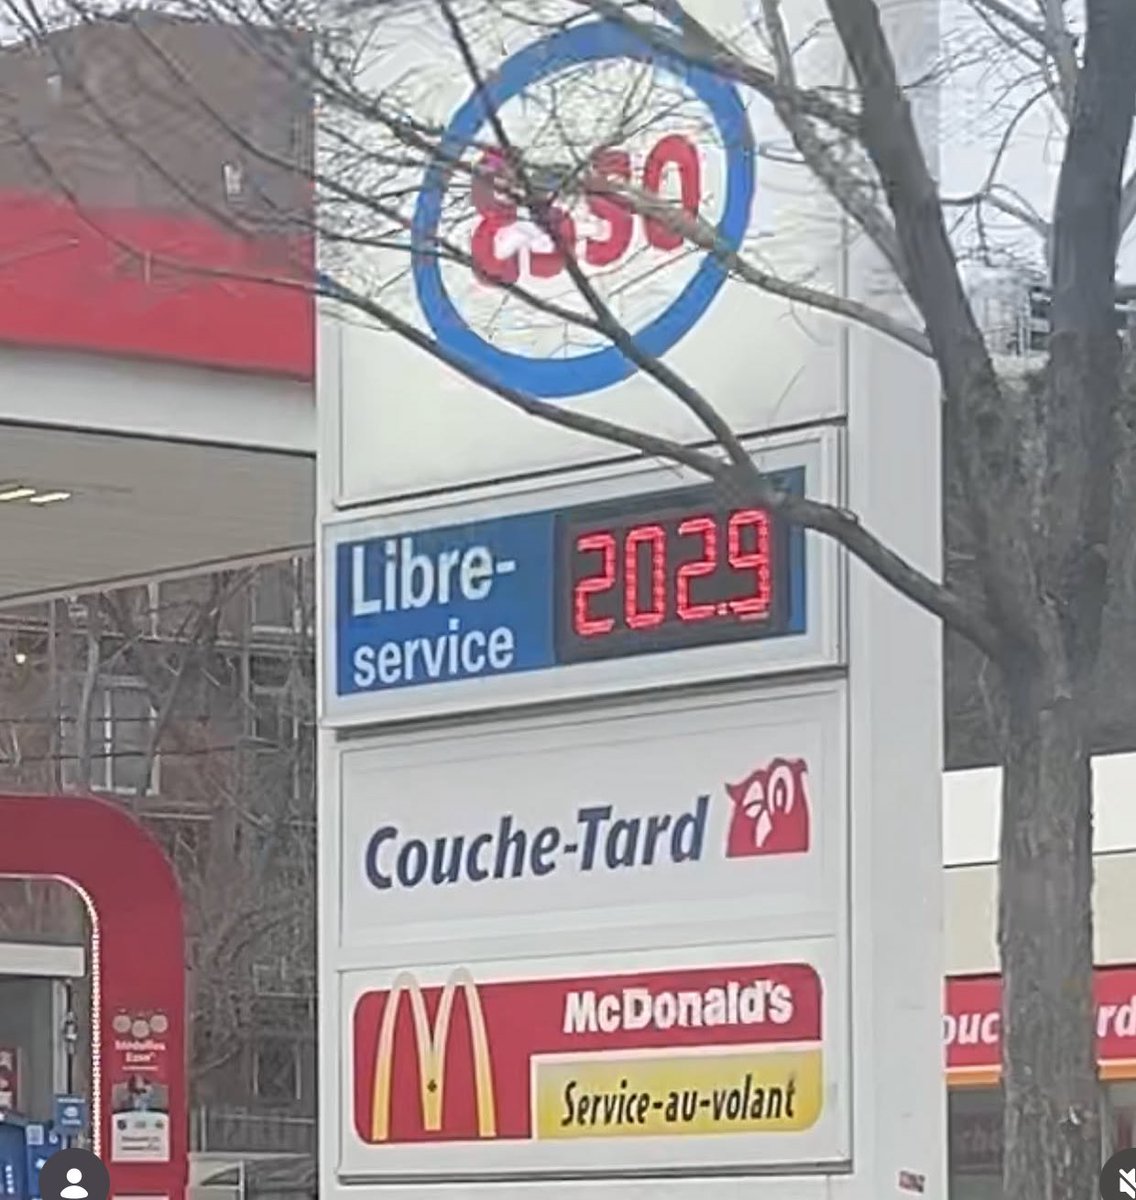 Esso
Libre-
service
202.9
Couche-Tard
McDonald's
Service-au-volant